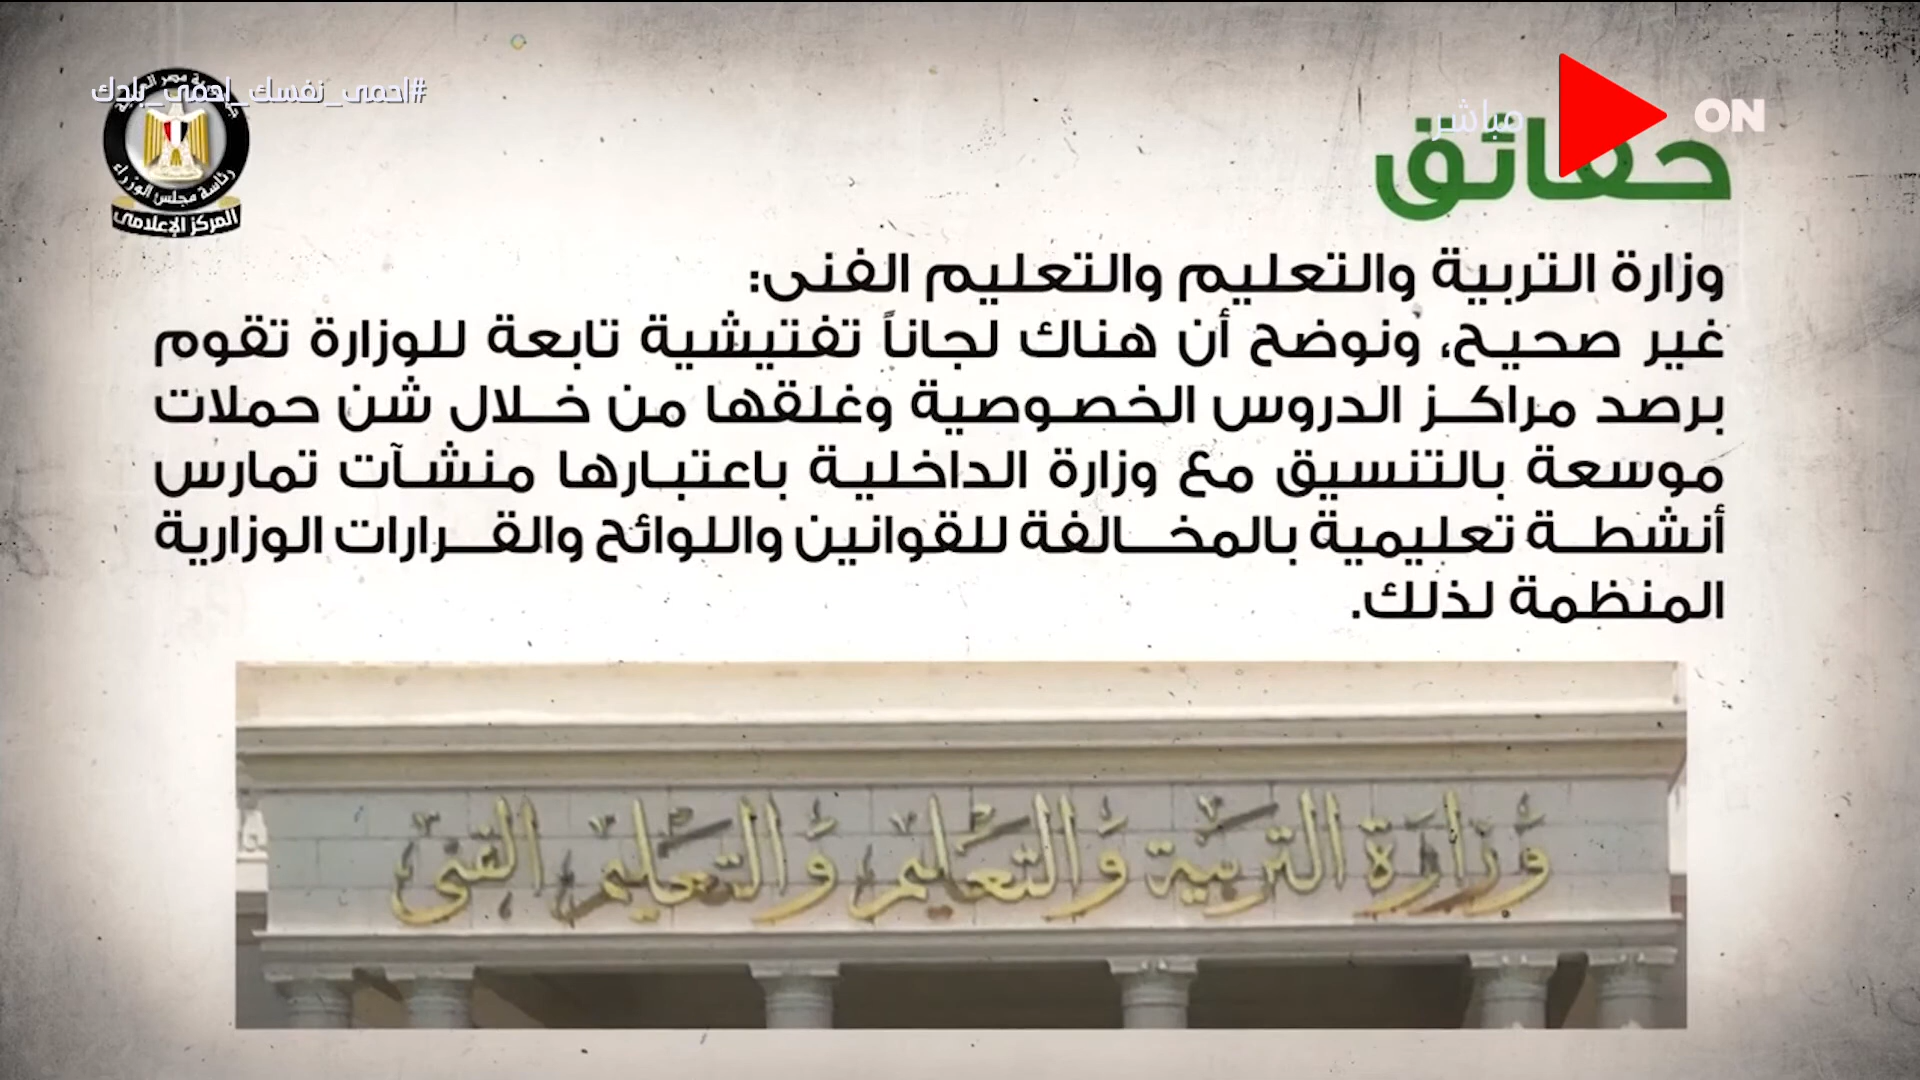 #احمى_نفسك_احمى_بلدك
مباشر
ON
حقائق
رئاسة مجلس الوزراء
المركز الإعلامى
وزارة التربية والتعليم والتعليم الفنى:
غير صحيح، ونوضح أن هناك لجاناً تفتيشية تابعة للوزارة تقوم
برصد مراكز الدروس الخصوصية وغلقها من خلال شن حملات
موسعة بالتنسيق مع وزارة الداخلية باعتبارها منشآت تمارس
أنشطة تعليمية بالمخالفة للقوانين واللوائح والقرارات الوزارية
المنظمة لذلك.
وزارة التربية والتعليم والتعليم الفنى